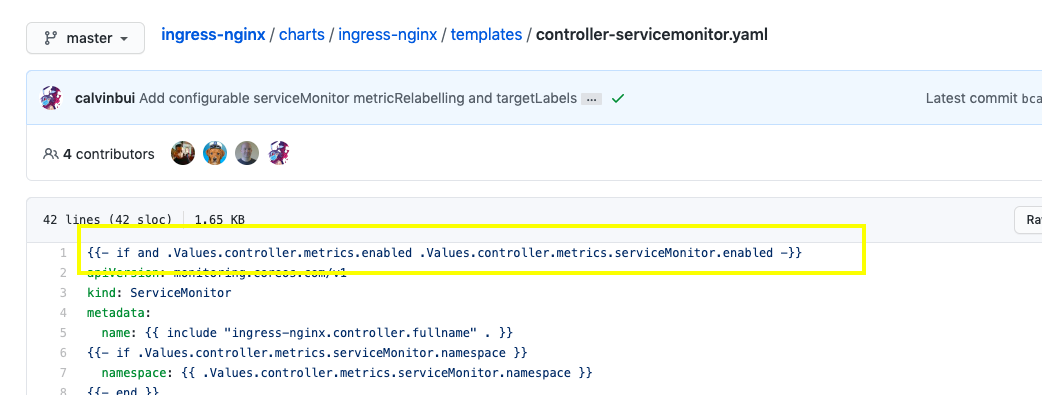 master ingress-nginx / charts / ingress-nginx / templates / controller-servicemonitor.yaml
calvinbui Add configurable serviceMonitor metricRelabelling and targetLabels ... Latest commit bca
4 contributors
42 lines (42 sloc) 1.65 KB Ra
1 {{- if and .Values.controller.metrics.enabled .Values.controller.metrics.serviceMonitor.enabled -}}
2 apiVersion: monitoring.coreos.com/v1
3 kind: ServiceMonitor
4 metadata:
5 name: {{ include "ingress-nginx.controller.fullname" . }}
6 {{- if .Values.controller.metrics.serviceMonitor.namespace }}
7 namespace: {{ .Values.controller.metrics.serviceMonitor.namespace }}
8 {{- end }}